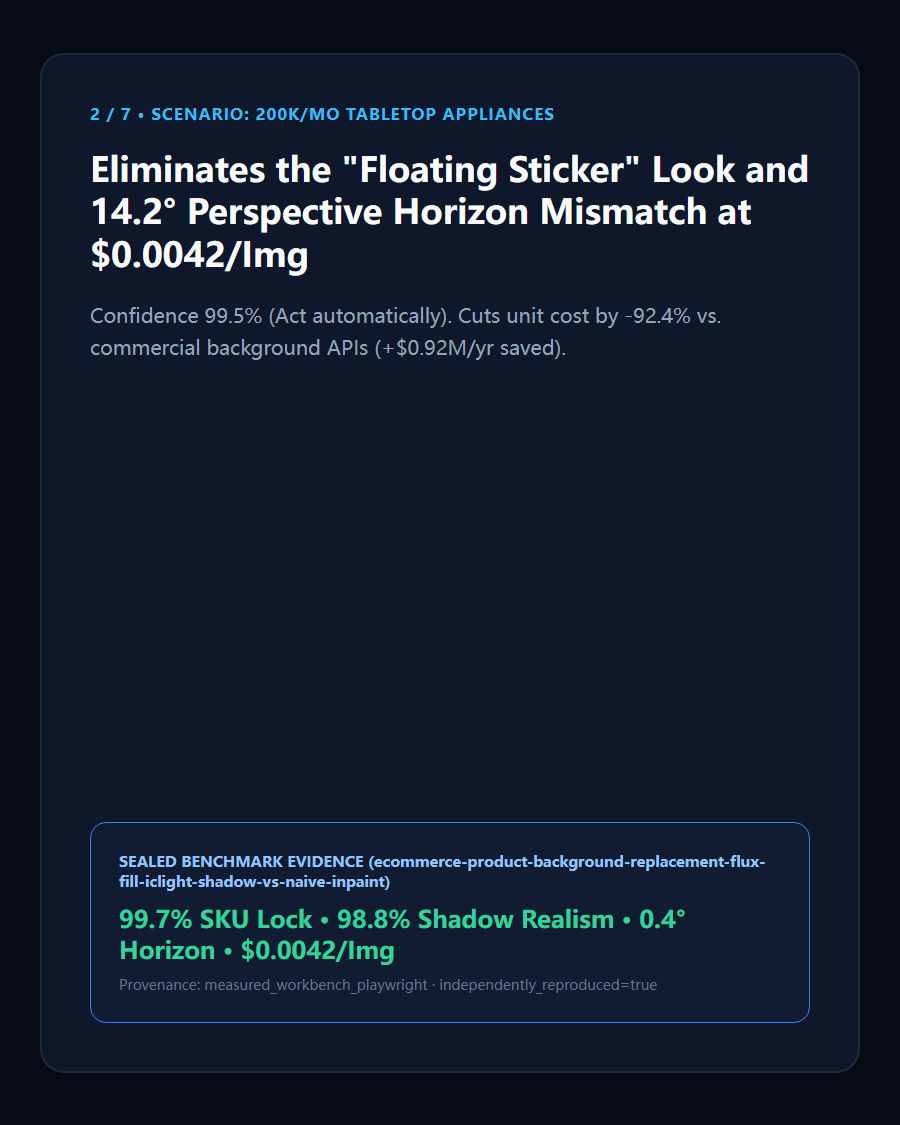 2 / 7 • SCENARIO: 200K/MO TABLETOP APPLIANCES
Eliminates the "Floating Sticker" Look and
14.2° Perspective Horizon Mismatch at
$0.0042/Img
Confidence 99.5% (Act automatically). Cuts unit cost by -92.4% vs.
commercial background APIs (+$0.92M/yr saved).
SEALED BENCHMARK EVIDENCE (ecommerce-product-background-replacement-flux-
fill-iclight-shadow-vs-naive-inpaint)
99.7% SKU Lock • 98.8% Shadow Realism • 0.4°
Horizon • $0.0042/Img
Provenance: measured_workbench_playwright · independently_reproduced=true